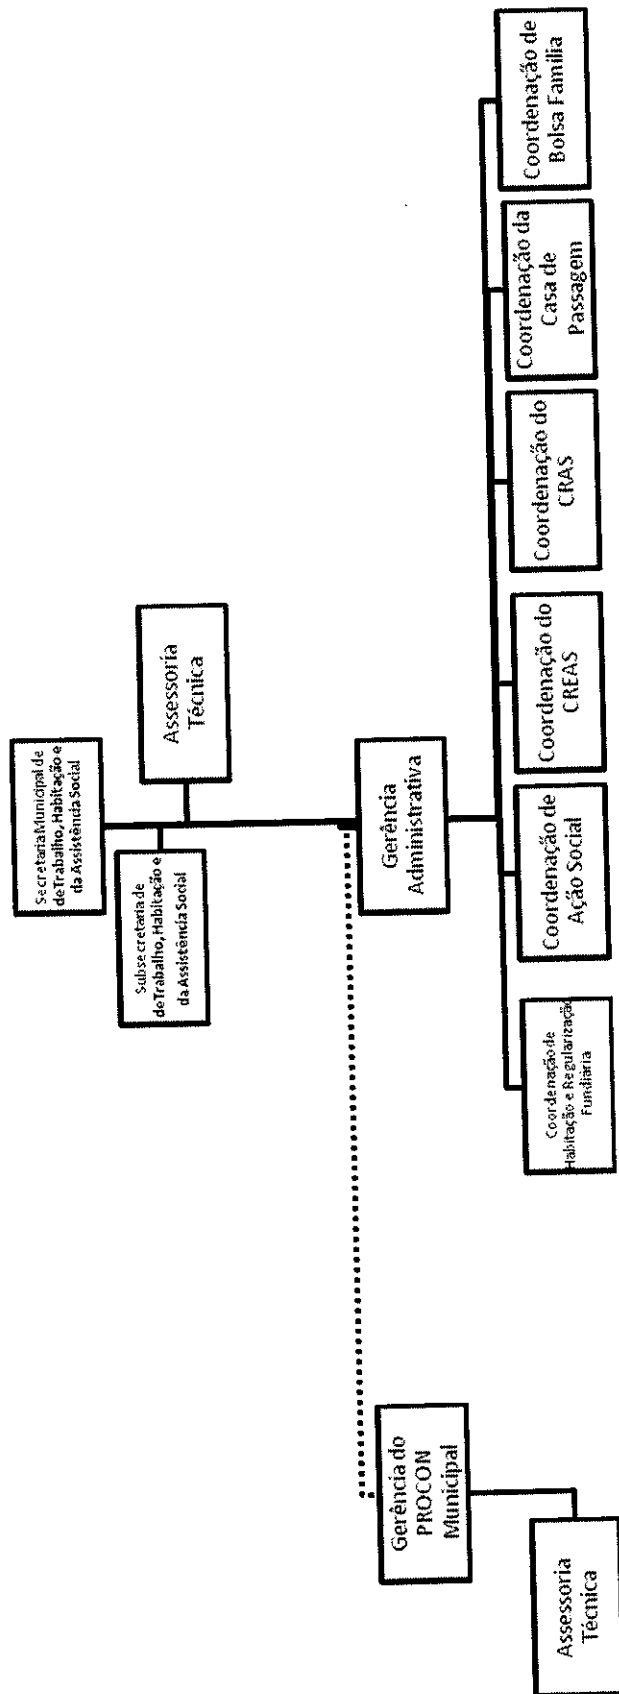 Secretaria Municipal de
de Trabalho, Habitação e
da Assistência Social
Subsecretaria de
de Trabalho, Habitação e
da Assistência Social
Assessoria
Técnica
Gerência do
PROCON
Municipal
Gerência
Administrativa
Assessoria
Técnica
Coordenação de
Habitação e Regularização
Fundiária
Coordenação de
Ação Social
Coordenação do
CREAS
Coordenação do
CRAS
Coordenação da
Casa de
Passagem
Coordenação de
Bolsa Família